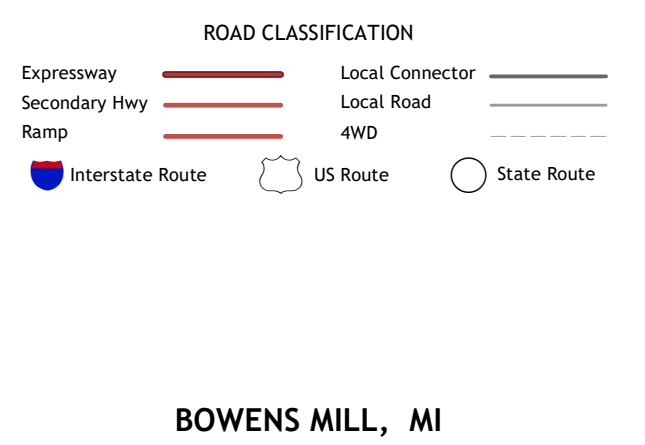 ROAD CLASSIFICATION
Expressway Local Connector
Secondary Hwy Local Road
Ramp 4WD
Interstate Route US Route State Route
BOWENS MILL, MI